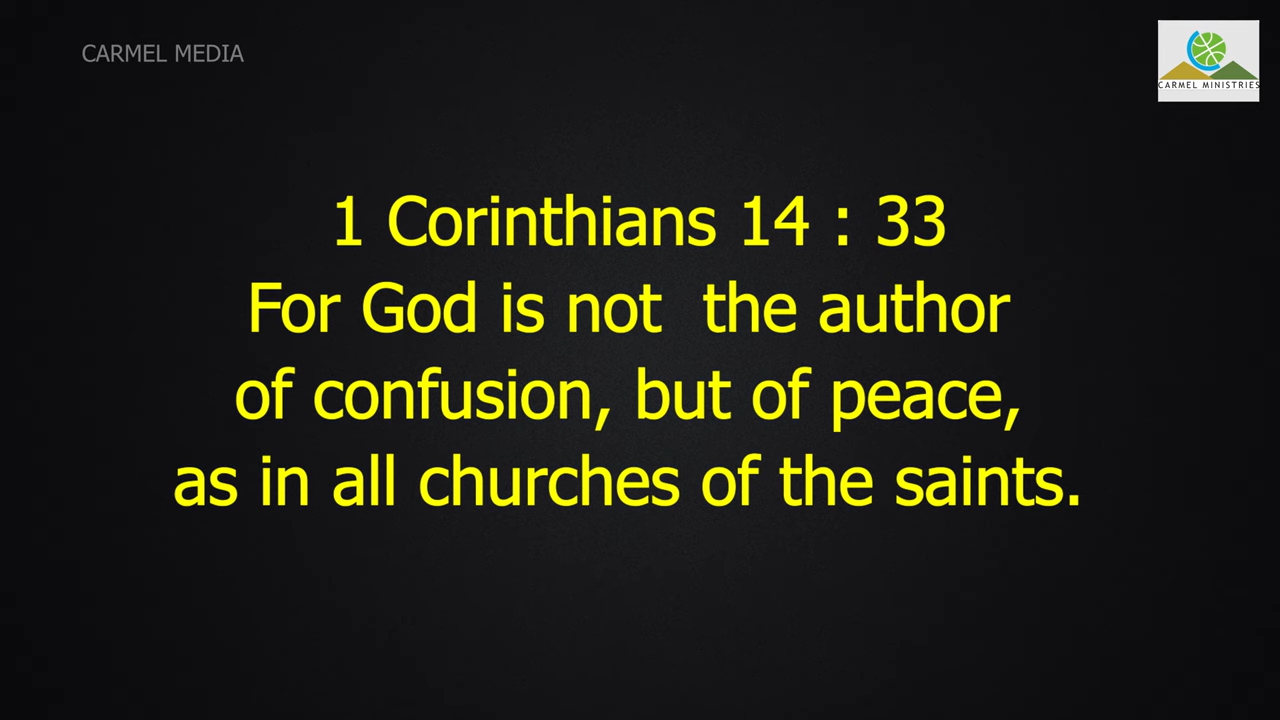 CARMEL MEDIA
CARMEL MINISTRIES
1 Corinthians 14 : 33
For God is not the author
of confusion, but of peace,
as in all churches of the saints.